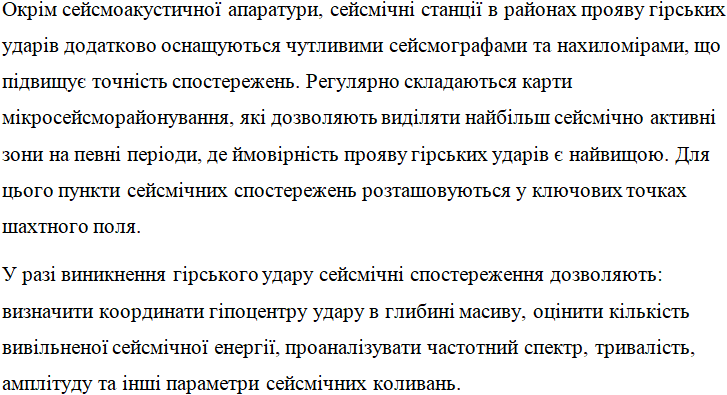 Окрім сейсмоакустичної апаратури, сейсмічні станції в районах прояву гірських
ударів додатково оснащуються чутливими сейсмографами та нахиломірами, що
підвищує точність спостережень. Регулярно складаються карти
мікросейсморайонування, які дозволяють виділяти найбільш сейсмічно активні
зони на певні періоди, де ймовірність прояву гірських ударів є найвищою. Для
цього пункти сейсмічних спостережень розташовуються у ключових точках
шахтного поля.
У разі виникнення гірського удару сейсмічні спостереження дозволяють:
визначити координати гіпоцентру удару в глибині масиву, оцінити кількість
вивільненої сейсмічної енергії, проаналізувати частотний спектр, тривалість,
амплітуду та інші параметри сейсмічних коливань.